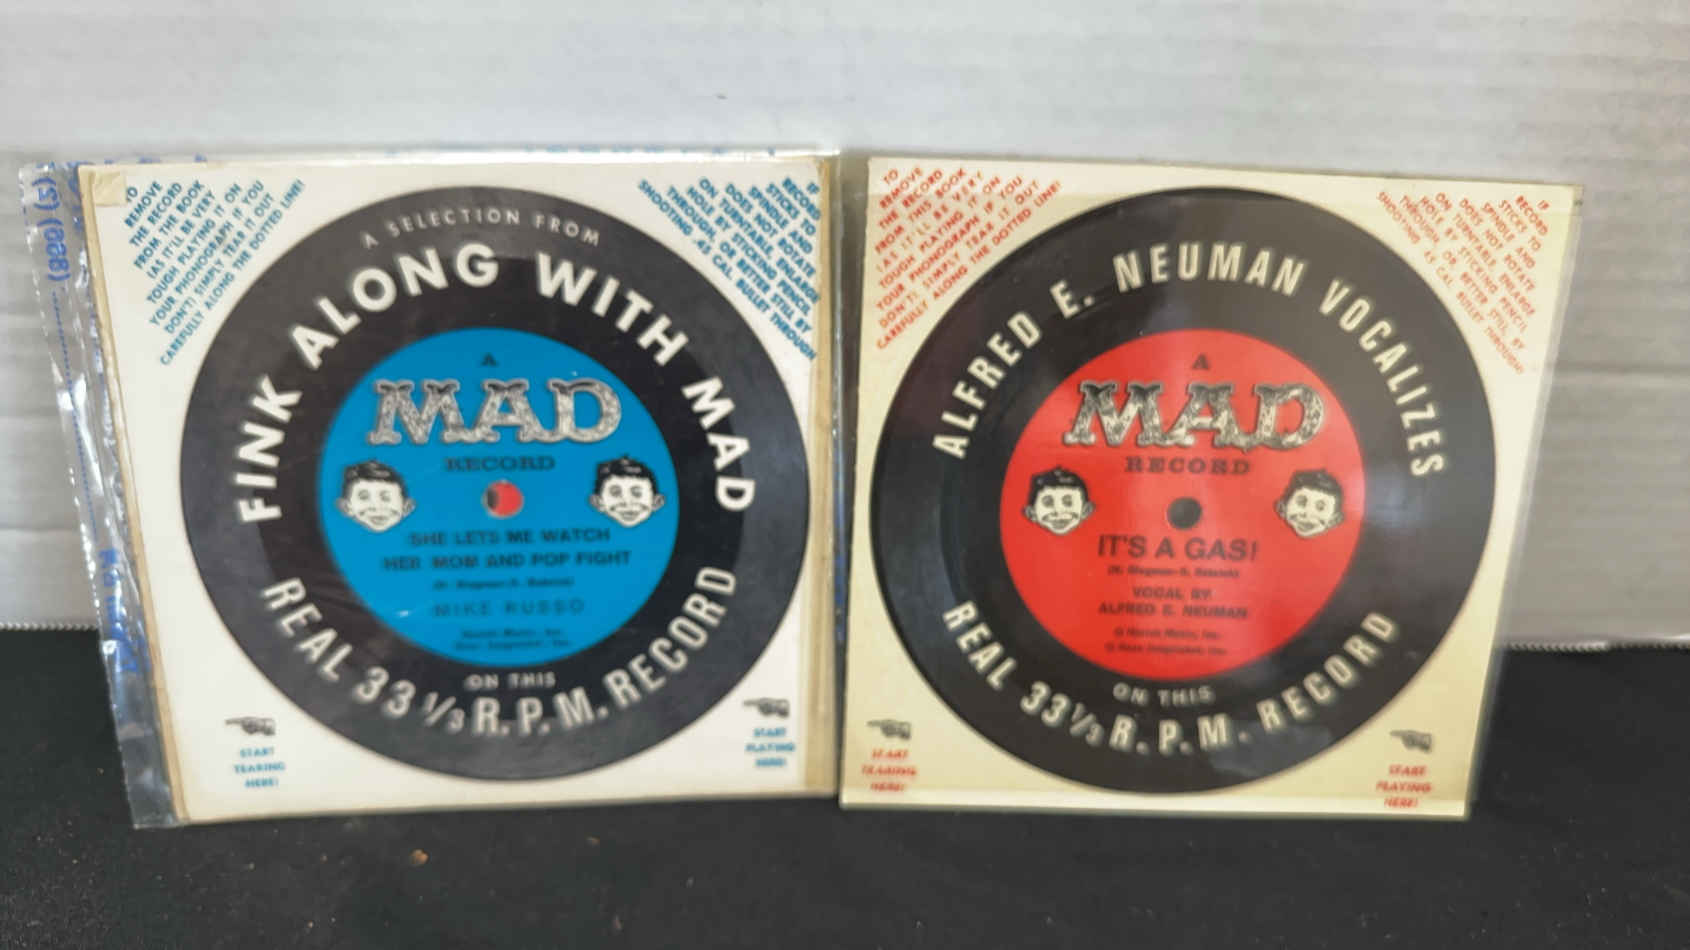 TO
REMOVE
THE RECORD
FROM THE BOOK
(AS IT'LL BE VERY
TOUGH PLAYING IT ON
YOUR PHONOGRAPH IF YOU
DON'T) SIMPLY TEAR IT OUT
CAREFULLY ALONG THE DOTTED LINE!
IF
RECORD
STICKS TO
SPINDLE AND
DOES NOT ROTATE
ON TURNTABLE, ENLARGE
HOLE BY STICKING PENCIL
THROUGH, OR BETTER STILL BY
SHOOTING .45 CAL. BULLET THROUGH
A SELECTION FROM
FINK ALONG WITH MAD
A
MAD
RECORD
SHE LETS ME WATCH
HER MOM AND POP FIGHT
MIKE RUSSO
ON THIS
REAL 33 1/3 R.P.M. RECORD
START
TEARING
HERE!
START
PLAYING
HERE!
TO
REMOVE
THE RECORD
FROM THIS BOOK
(AS IT'LL BE VERY
TOUGH PLAYING IT ON
YOUR PHONOGRAPH IF YOU
DON'T) SIMPLY TEAR IT OUT
CAREFULLY ALONG THE DOTTED LINE!
IF
RECORD
STICKS TO
SPINDLE AND
DOES NOT ROTATE
ON TURNTABLE, ENLARGE
HOLE BY STICKING PENCIL
THROUGH, OR BETTER STILL, BY
SHOOTING .45 CAL. BULLET THROUGH!
ALFRED E. NEUMAN VOCALIZES
A
MAD
RECORD
IT'S A GAS!
VOCAL BY
ALFRED E. NEUMAN
ON THIS
REAL 33 1/3 R.P.M. RECORD
START
TEARING
HERE!
START
PLAYING
HERE!